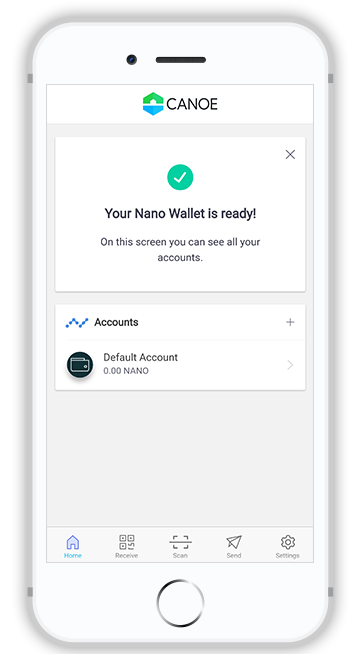 CANOE
Your Nano Wallet is ready!
On this screen you can see all your
accounts.
Accounts
Default Account
0.00 NANO
Home
Receive
Scan
Send
Settings